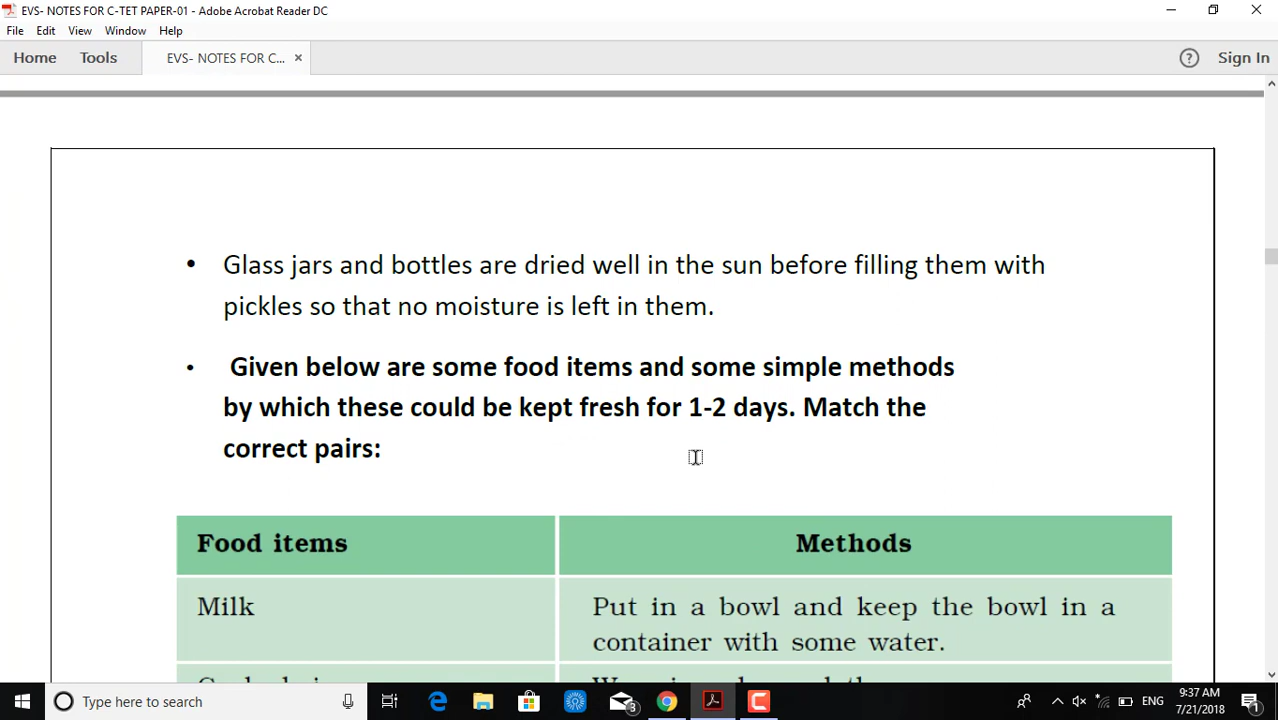 EVS- NOTES FOR C-TET PAPER-01 - Adobe Acrobat Reader DC
File Edit View Window Help
Home Tools EVS- NOTES FOR C... × ? Sign In
• Glass jars and bottles are dried well in the sun before filling them with
pickles so that no moisture is left in them.
• Given below are some food items and some simple methods
by which these could be kept fresh for 1-2 days. Match the
correct pairs:
Food items Methods
Milk Put in a bowl and keep the bowl in a
container with some water.
Type here to search 3 ENG 9:37 AM
7/21/2018 1